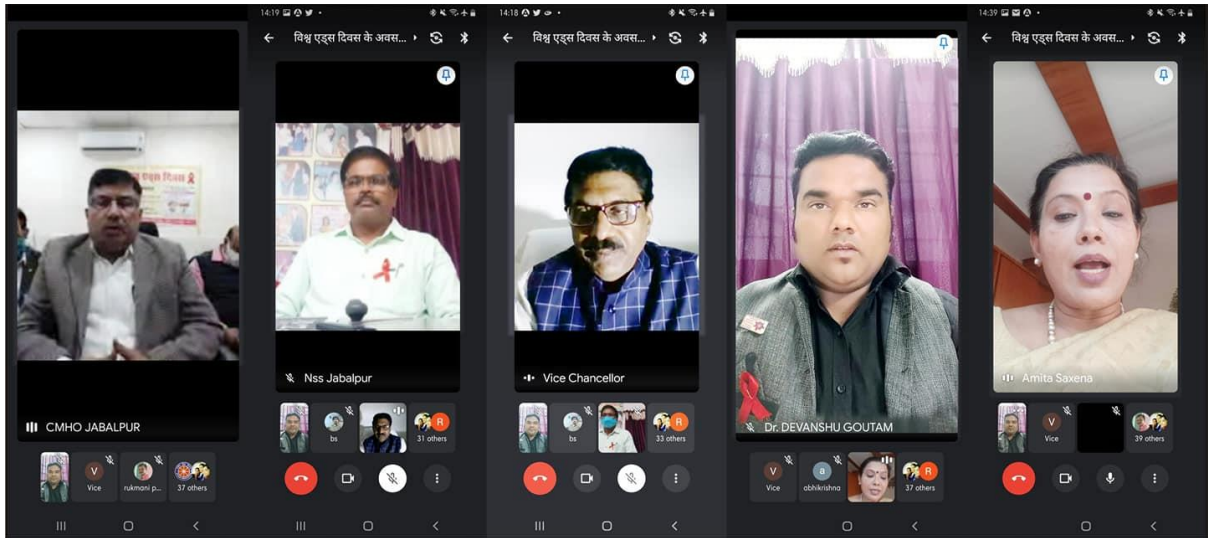 विश्व एड्स दिवस
CMHO JABALPUR
V
Vice
rukmani p...
37 others
14:19
विश्व एड्स दिवस के अवस...
Nss Jabalpur
bs
R
31 others
14:18
विश्व एड्स दिवस के अवस...
Vice Chancellor
bs
R
33 others
Dr. DEVANSHU GOUTAM
V
Vice
a
abhikrishna
R
37 others
14:39
विश्व एड्स दिवस के अवस...
Amita Saxena
V
Vice
39 others